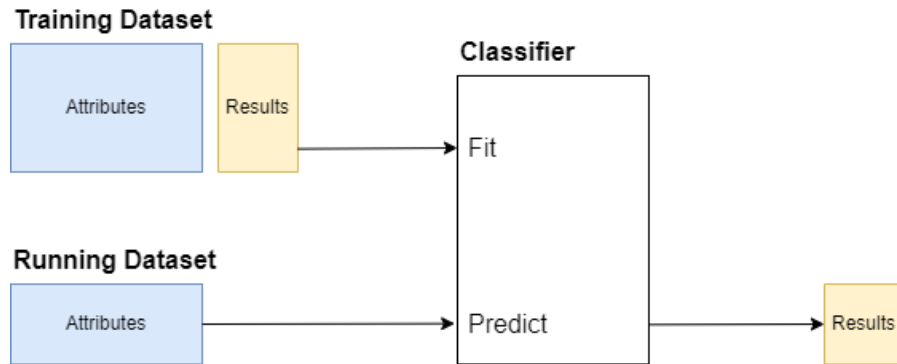 Training Dataset
Classifier
Attributes
Results
Fit
Running Dataset
Attributes
Predict
Results